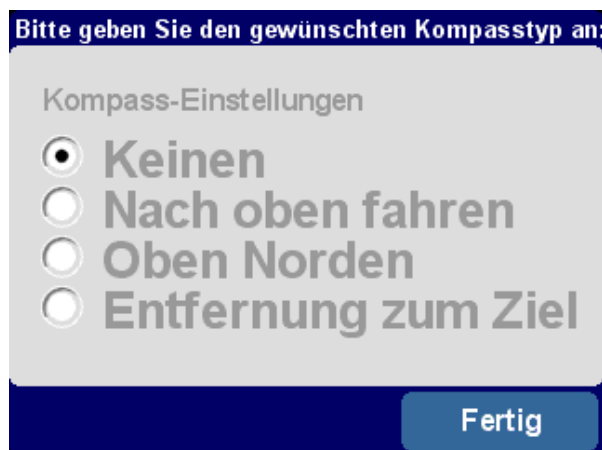 Bitte geben Sie den gewünschten Kompasstyp an:
Kompass-Einstellungen
Keinen
Nach oben fahren
Oben Norden
Entfernung zum Ziel
Fertig